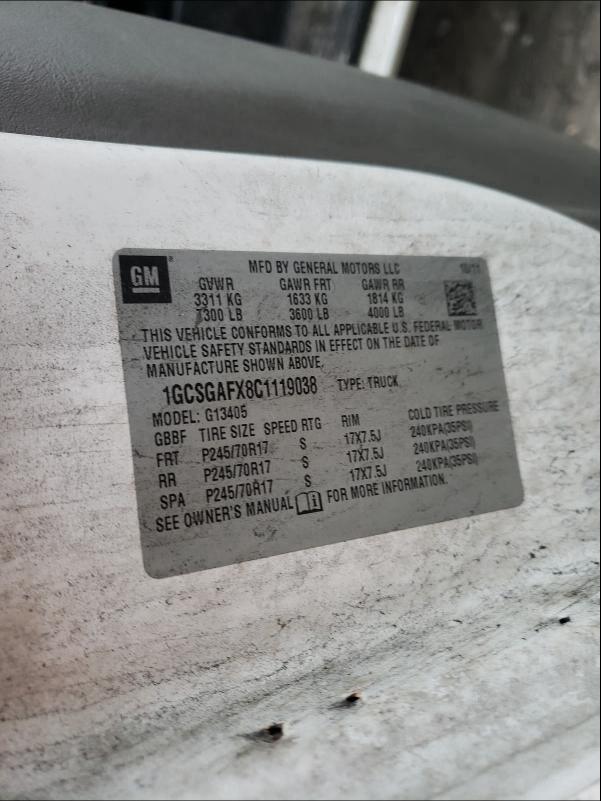 GM
MFD BY GENERAL MOTORS LLC 10/11
GVWR GAWR FRT GAWR RR
3311 KG 1633 KG 1814 KG
7300 LB 3600 LB 4000 LB
THIS VEHICLE CONFORMS TO ALL APPLICABLE U.S. FEDERAL MOTOR
VEHICLE SAFETY STANDARDS IN EFFECT ON THE DATE OF
MANUFACTURE SHOWN ABOVE.
1GCSGAFX8C1119038 TYPE: TRUCK
MODEL: G13405
GBBF TIRE SIZE SPEED RTG RIM COLD TIRE PRESSURE
FRT P245/70R17 S 17X7.5J 240KPA(35PSI)
RR P245/70R17 S 17X7.5J 240KPA(35PSI)
SPA P245/70R17 S 17X7.5J 240KPA(35PSI)
SEE OWNER'S MANUAL FOR MORE INFORMATION.